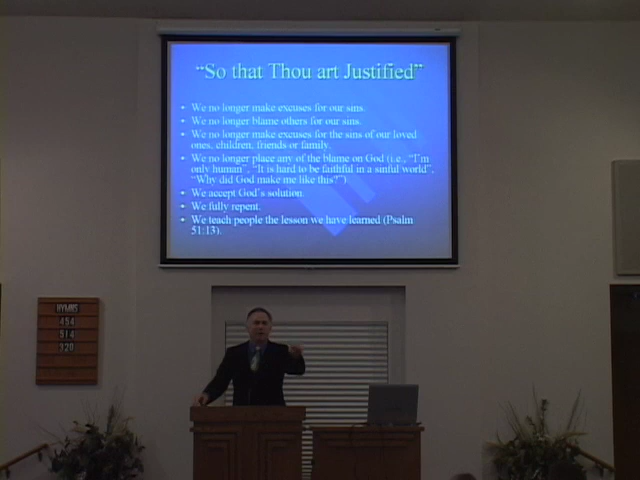 "So that Thou art Justified"
• We no longer make excuses for our sins.
• We no longer blame others for our sins.
• We no longer make excuses for the sins of our loved
ones, children, friends or family.
• We no longer place any of the blame on God (i.e., "I'm
only human", "It is hard to be faithful in a sinful world",
"Why did God make me like this?")
• We accept God's solution.
• We fully repent.
• We teach people the lesson we have learned (Psalm
51:13).
HYMNS
454
514
320